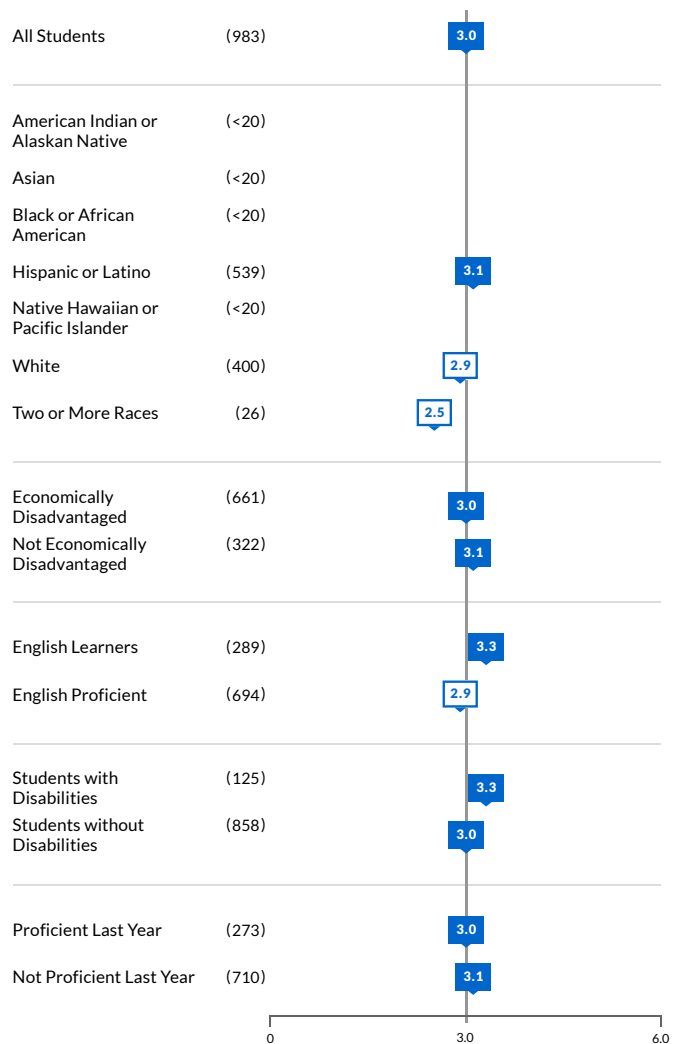 All Students (983) 3.0
American Indian or (<20)
Alaskan Native
Asian (<20)
Black or African (<20)
American
Hispanic or Latino (539) 3.1
Native Hawaiian or (<20)
Pacific Islander
White (400) 2.9
Two or More Races (26) 2.5
Economically (661) 3.0
Disadvantaged
Not Economically (322) 3.1
Disadvantaged
English Learners (289) 3.3
English Proficient (694) 2.9
Students with (125) 3.3
Disabilities
Students without (858) 3.0
Disabilities
Proficient Last Year (273) 3.0
Not Proficient Last Year (710) 3.1
0 3.0 6.0